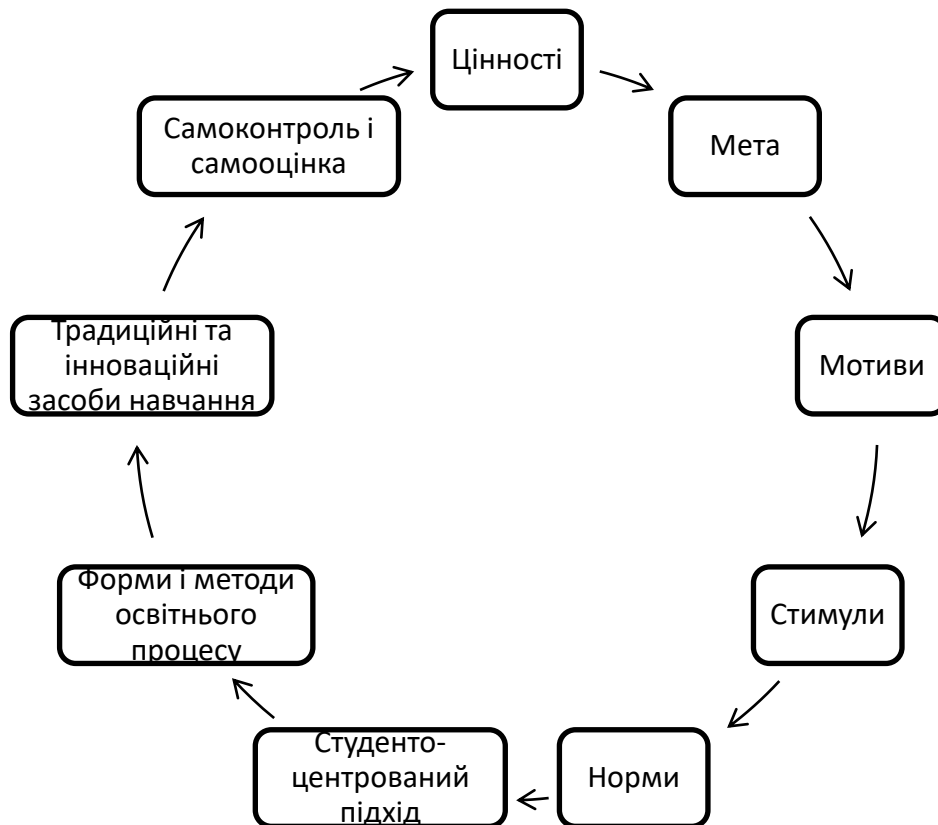 Цінності
Мета
Мотиви
Стимули
Норми
Студенто-
центрований
підхід
Форми і методи
освітнього
процесу
Традиційні та
інноваційні
засоби навчання
Самоконтроль і
самооцінка